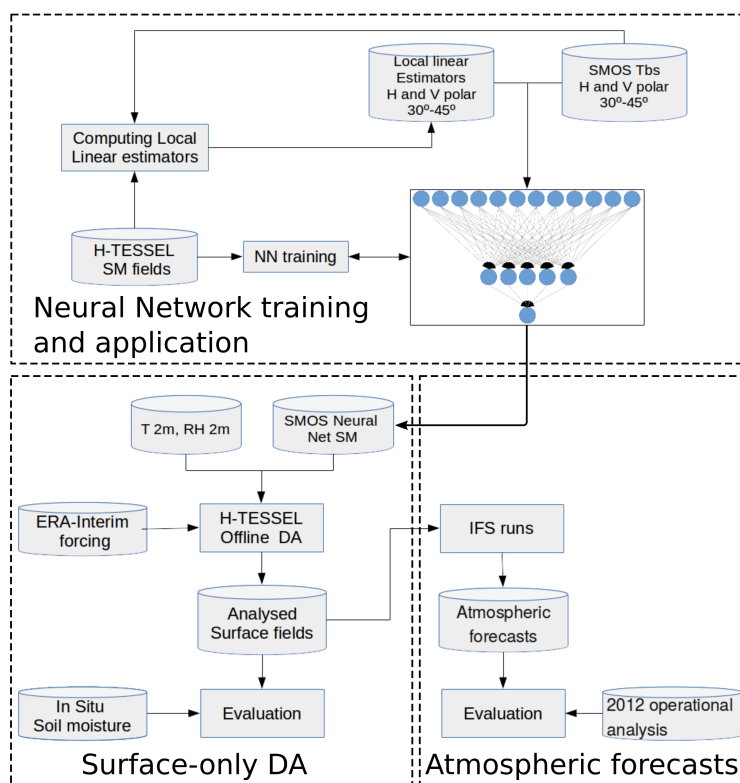 Local linear
Estimators
H and V polar
30º-45º
SMOS Tbs
H and V polar
30º-45º
Computing Local
Linear estimators
H-TESSEL
SM fields
NN training
Neural Network training
and application
T 2m, RH 2m
SMOS Neural
Net SM
ERA-Interim
forcing
H-TESSEL
Offline DA
IFS runs
Analysed
Surface fields
Atmospheric
forecasts
In Situ
Soil moisture
Evaluation
Evaluation
2012 operational
analysis
Surface-only DA
Atmospheric forecasts